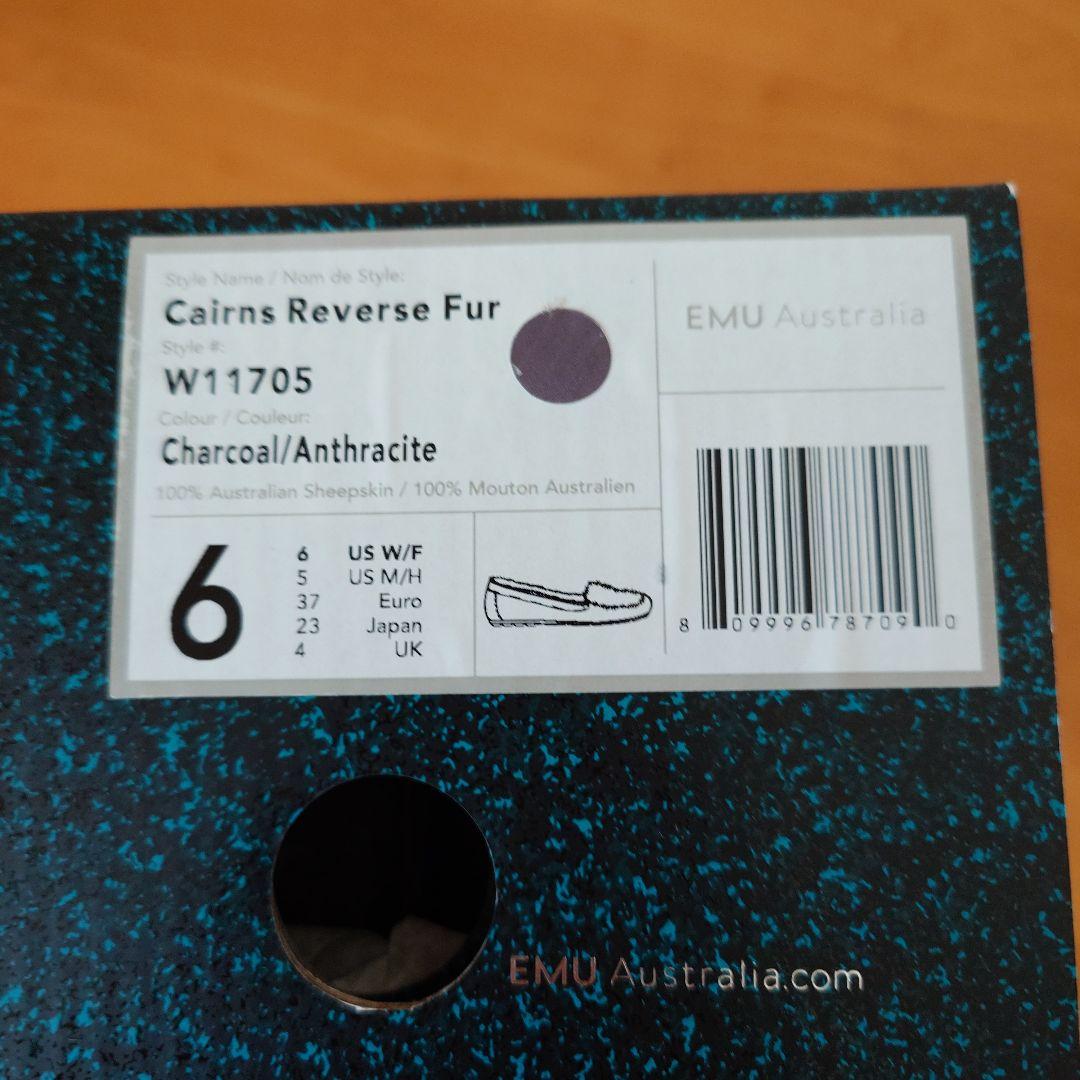 Style Name / Nom de Style:
Cairns Reverse Fur
Style #:
W11705
Colour / Couleur:
Charcoal/Anthracite
100% Australian Sheepskin / 100% Mouton Australien
6
6 US W/F
5 US M/H
37 Euro
23 Japan
4 UK
EMU Australia
8 09996 78709 0
EMU Australia.com